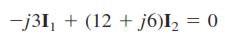 −j3I₁ + (12 + j6)I₂ = 0